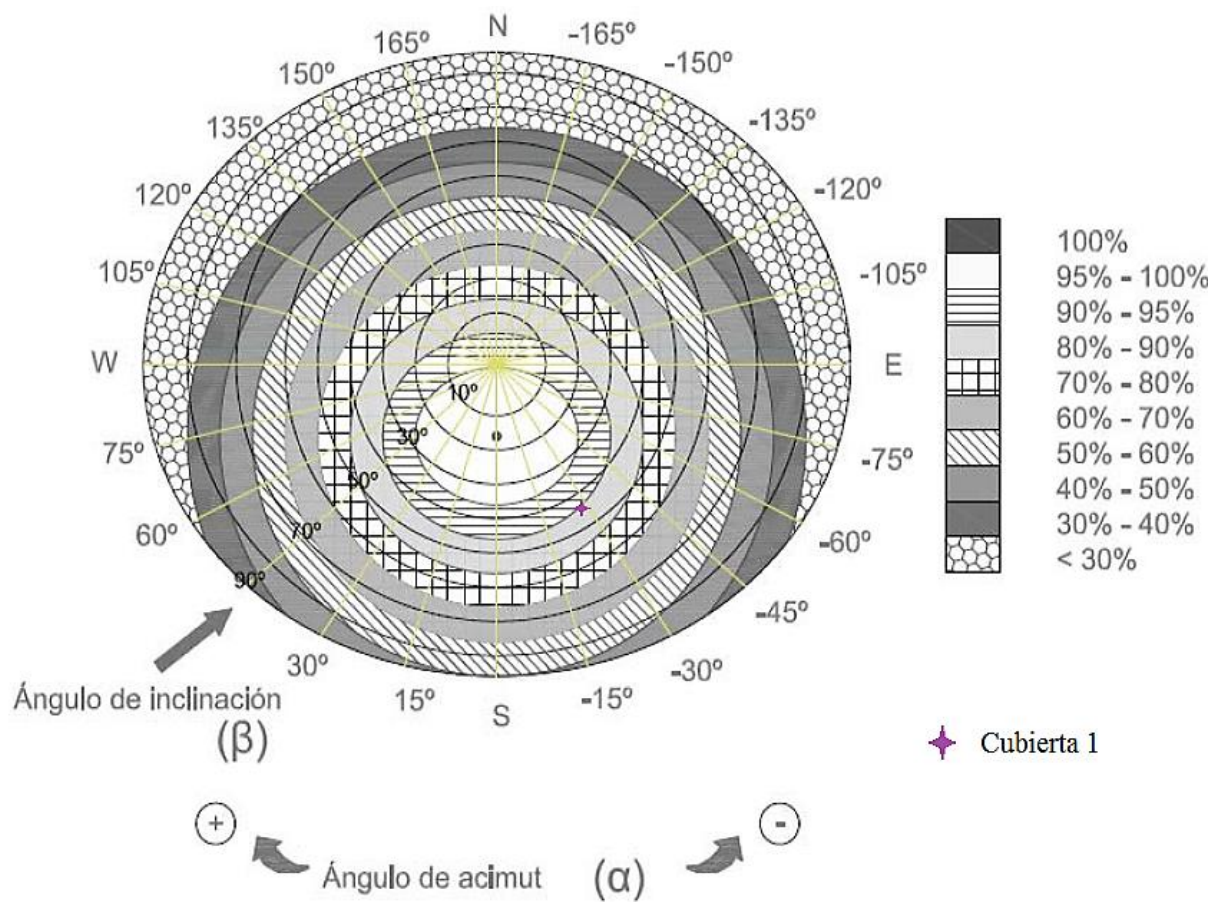 N
165º
-165º
150º
-150º
135º
-135º
120º
-120º
105º
-105º
W
E
10º
30º
50º
70º
90º
75º
-75º
60º
-60º
-45º
30º
-30º
15º
-15º
S
100%
95% - 100%
90% - 95%
80% - 90%
70% - 80%
60% - 70%
50% - 60%
40% - 50%
30% - 40%
< 30%
Ángulo de inclinación
(β)
Cubierta 1
+
-
Ángulo de acimut (α)